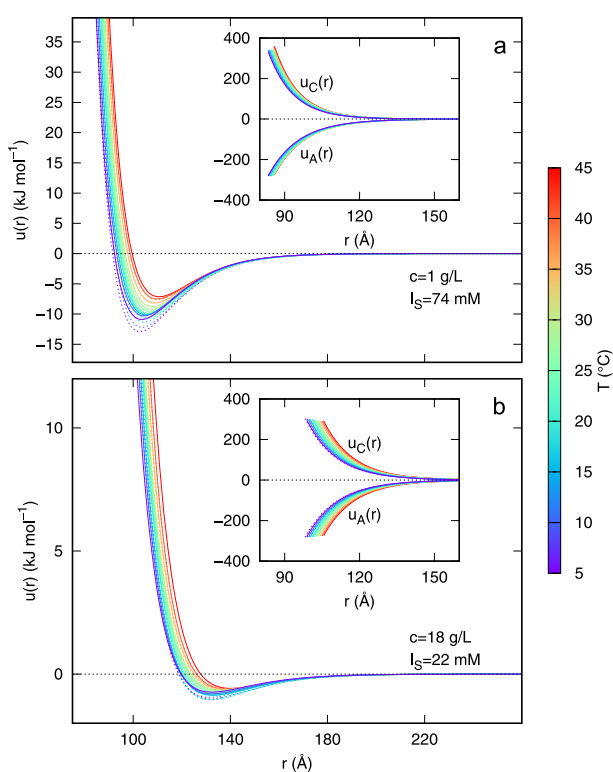 a
u(r) (kJ mol⁻¹)
35
30
25
20
15
10
5
0
−5
−10
−15
400
200
0
−200
−400
u_C(r)
u_A(r)
90
120
150
r (Å)
c=1 g/L
I_S=74 mM
b
u(r) (kJ mol⁻¹)
10
5
0
400
200
0
−200
−400
u_C(r)
u_A(r)
90
120
150
r (Å)
c=18 g/L
I_S=22 mM
100
140
180
220
r (Å)
45
40
35
30
25
20
15
10
5
T (°C)